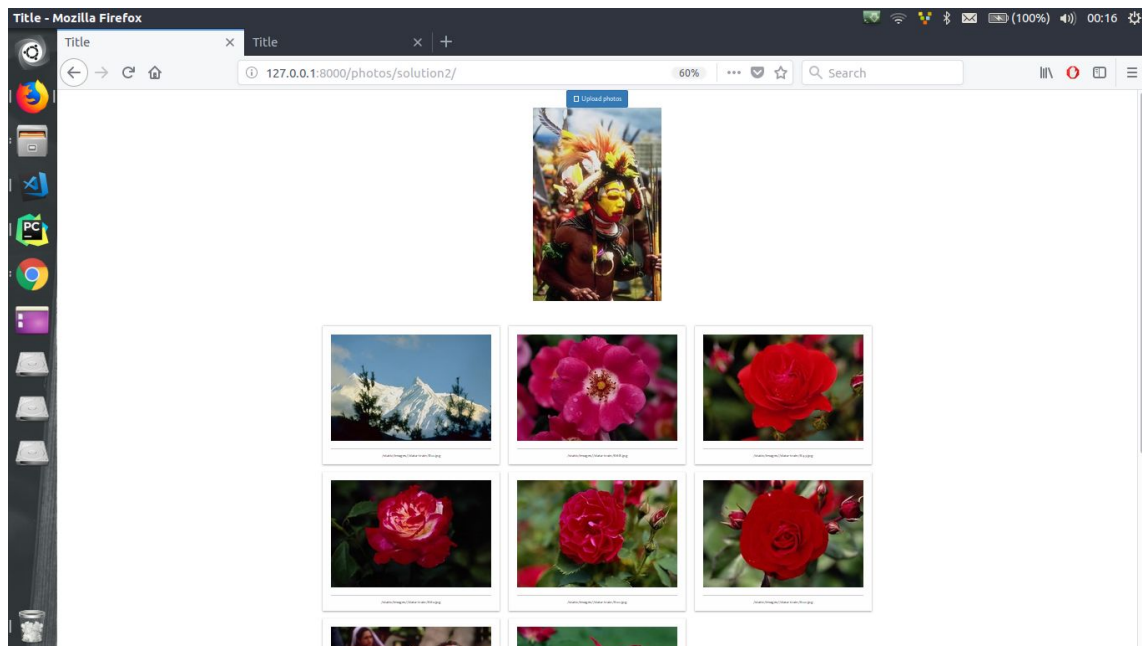 Title - Mozilla Firefox
(100%) 00:16
Title Title
127.0.0.1:8000/photos/solution2/ 60% Search
Upload photos
PC